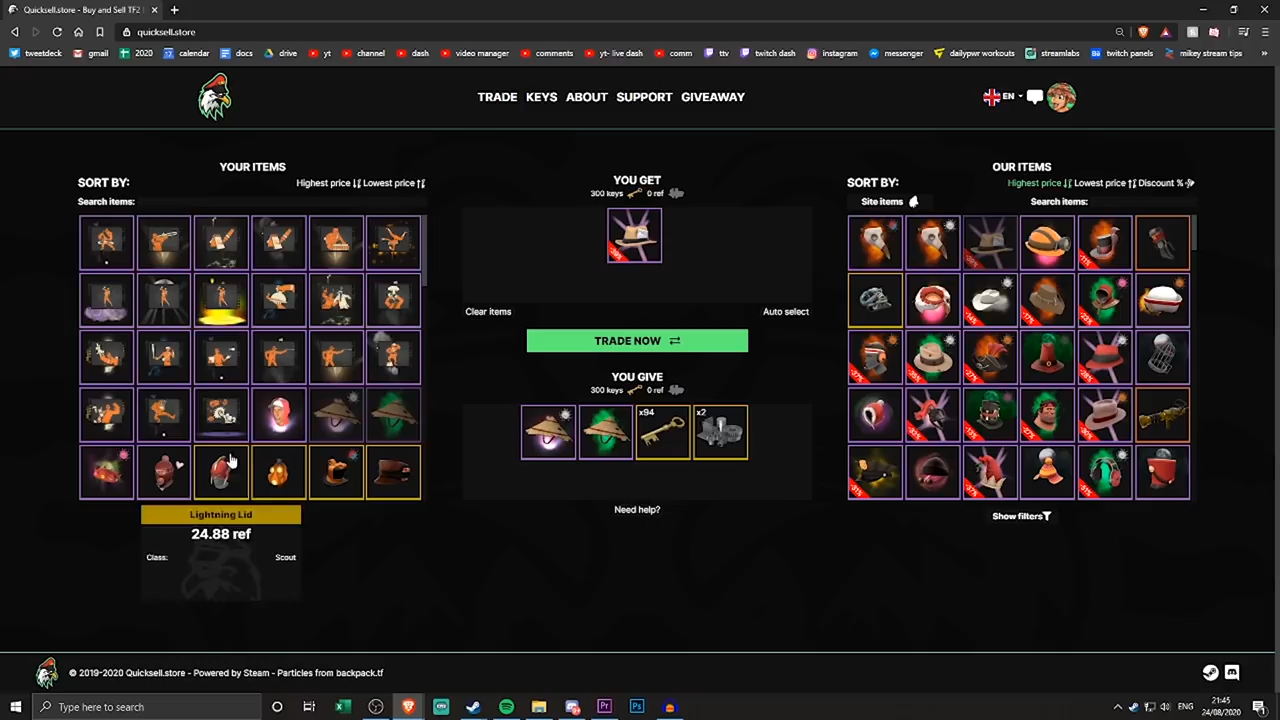 Quicksell.store - Buy and Sell TF2
quicksell.store
tweetdeck gmail 2020 calendar docs drive yt channel dash video manager comments yt- live dash comm ttv twitch dash instagram messenger dailypwr workouts streamlabs twitch panels mikey stream tips
TRADE KEYS ABOUT SUPPORT GIVEAWAY
EN
YOUR ITEMS
SORT BY:
Highest price Lowest price
Search items:
YOU GET
300 keys 0 ref
Clear items
Auto select
TRADE NOW
YOU GIVE
300 keys 0 ref
x94
x2
Need help?
OUR ITEMS
SORT BY:
Highest price Lowest price Discount %
Site items
Search items:
Show filters
Lightning Lid
24.88 ref
Class: Scout
© 2019-2020 Quicksell.store - Powered by Steam - Particles from backpack.tf
Type here to search
ENG
21:45
24/08/2020